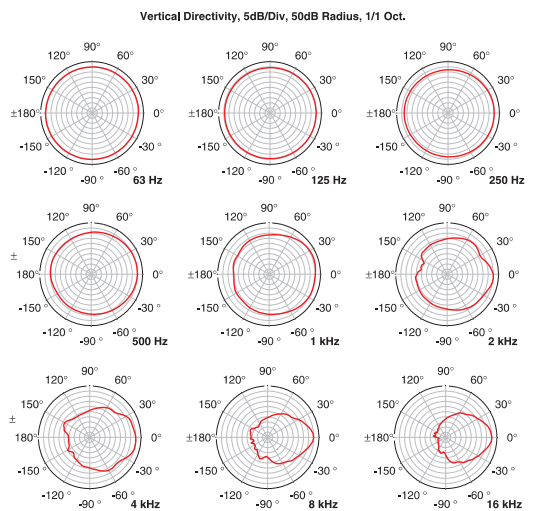 Vertical Directivity, 5dB/Div, 50dB Radius, 1/1 Oct.
90° 90° 90°
120° 60° 120° 60° 120° 60°
150° 30° 150° 30° 150° 30°
±180° 0° ±180° 0° ±180° 0°
-150 ° -30 ° -150 ° -30 ° -150 ° -30 °
-120 ° -60 ° -120 ° -60 ° -120 ° -60 °
-90 ° 63 Hz -90 ° 125 Hz -90 ° 250 Hz
90° 90° 90°
120° 60° 120° 60° 120° 60°
150° 30° 150° 30° 150° 30°
±
180° 0° ±180° 0° ±180° 0°
-150 ° -30 ° -150 ° -30 ° -150 ° -30 °
-120 ° -60 ° -120 ° -60 ° -120 ° -60 °
-90 ° 500 Hz -90 ° 1 kHz -90 ° 2 kHz
90° 90° 90°
120° 60° 120° 60° 120° 60°
150° 30° 150° 30° 150° 30°
±
180° 0° ±180° 0° ±180° 0°
-150 ° -30 ° -150 ° -30 ° -150 ° -30 °
-120 ° -60 ° -120 ° -60 ° -120 ° -60 °
-90 ° 4 kHz -90 ° 8 kHz -90 ° 16 kHz